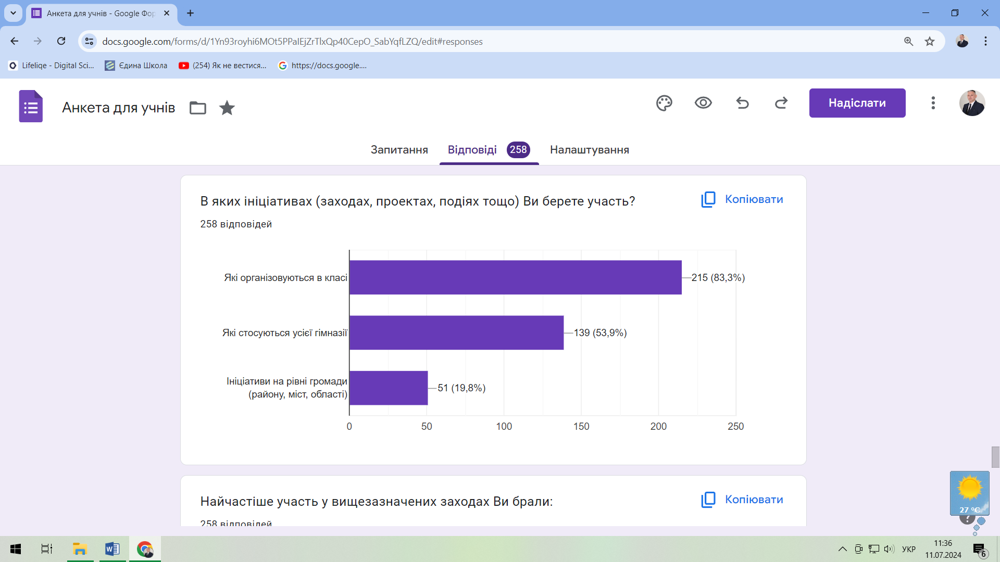 Анкета для учнів - Google Фор
docs.google.com/forms/d/1Yn93royhi6MOt5PPaIEjZrTlxQp40CepO_SabYqfLZQ/edit#responses
Lifeliqe - Digital Sci...
Єдина Школа
(254) Як не вестися...
https://docs.google....
Анкета для учнів
Надіслати
Запитання
Відповіді 258
Налаштування
В яких ініціативах (заходах, проектах, подіях тощо) Ви берете участь?
Копіювати
258 відповідей
Які організовуються в класі
215 (83,3%)
Які стосуються усієї гімназії
139 (53,9%)
Ініціативи на рівні громади
(району, міст, області)
51 (19,8%)
0 50 100 150 200 250
Найчастіше участь у вищезазначених заходах Ви брали:
Копіювати
258 відповідей
27 °C
?
УКР
11:36
11.07.2024
6